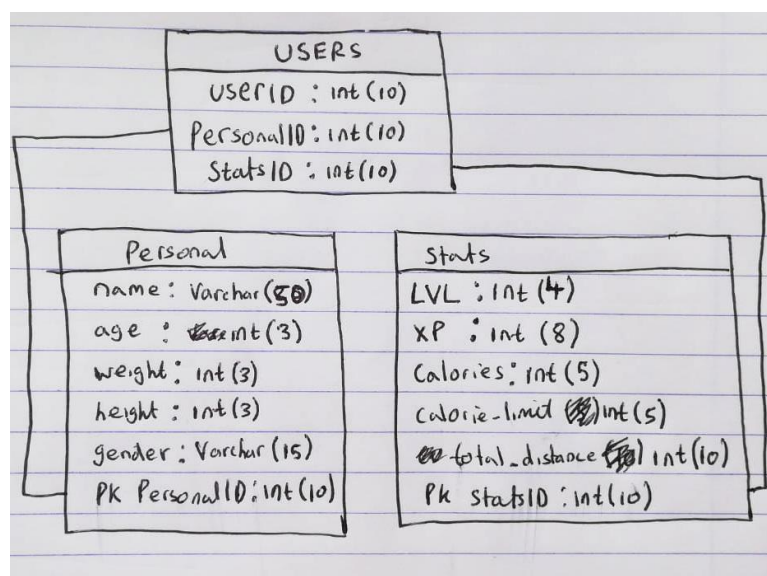 USERS
userID : int(10)
PersonalID : int(10)
StatsID : int(10)
Personal
name : Varchar(50)
age : int(3)
weight : int(3)
height : int(3)
gender : Varchar(15)
PK PersonalID : int(10)
Stats
LVL : int(4)
XP : int (8)
Calories : int(5)
calorie-limit int(5)
total_distance int(10)
Pk StatsID : int(10)